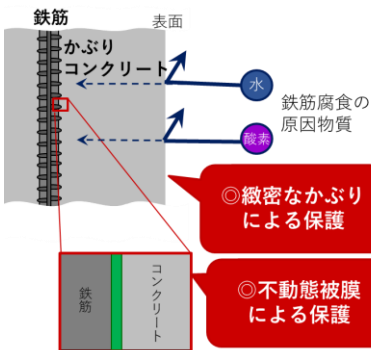 鉄筋
表面
かぶり
コンクリート
水
鉄筋腐食の
原因物質
酸素
◎緻密なかぶり
による保護
鉄筋
コンクリート
◎不動態被膜
による保護